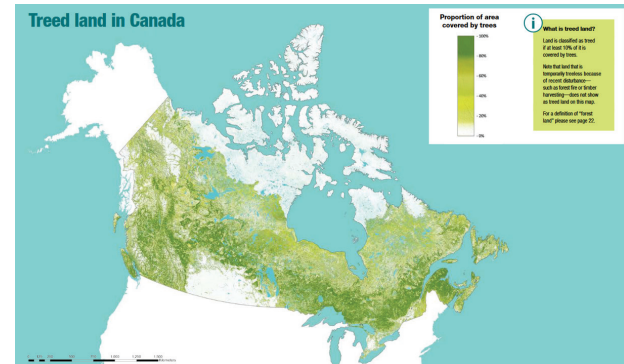 Treed land in Canada
Proportion of area
covered by trees
100%
80%
60%
40%
20%
0%
i
What is treed land?
Land is classified as treed
if at least 10% of it is
covered by trees.
Note that land that is
temporally treeless because
of recent disturbance—
such as forest fire or timber
harvesting—does not show
as treed land on this map.
For a definition of "forest
land" please see page 22.